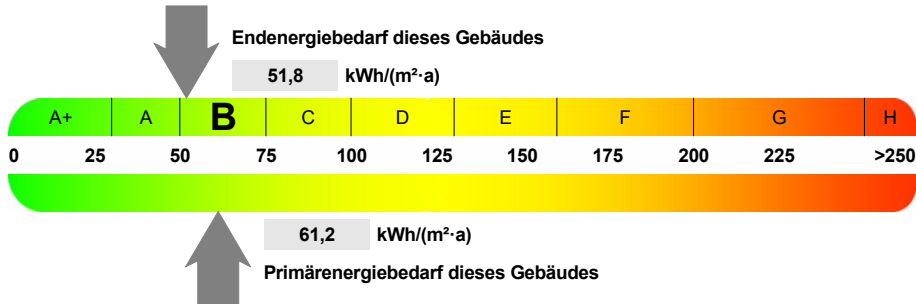 Endenergiebedarf dieses Gebäudes
51,8 kWh/(m²·a)
A+ A B C D E F G H
0 25 50 75 100 125 150 175 200 225 >250
61,2 kWh/(m²·a)
Primärenergiebedarf dieses Gebäudes